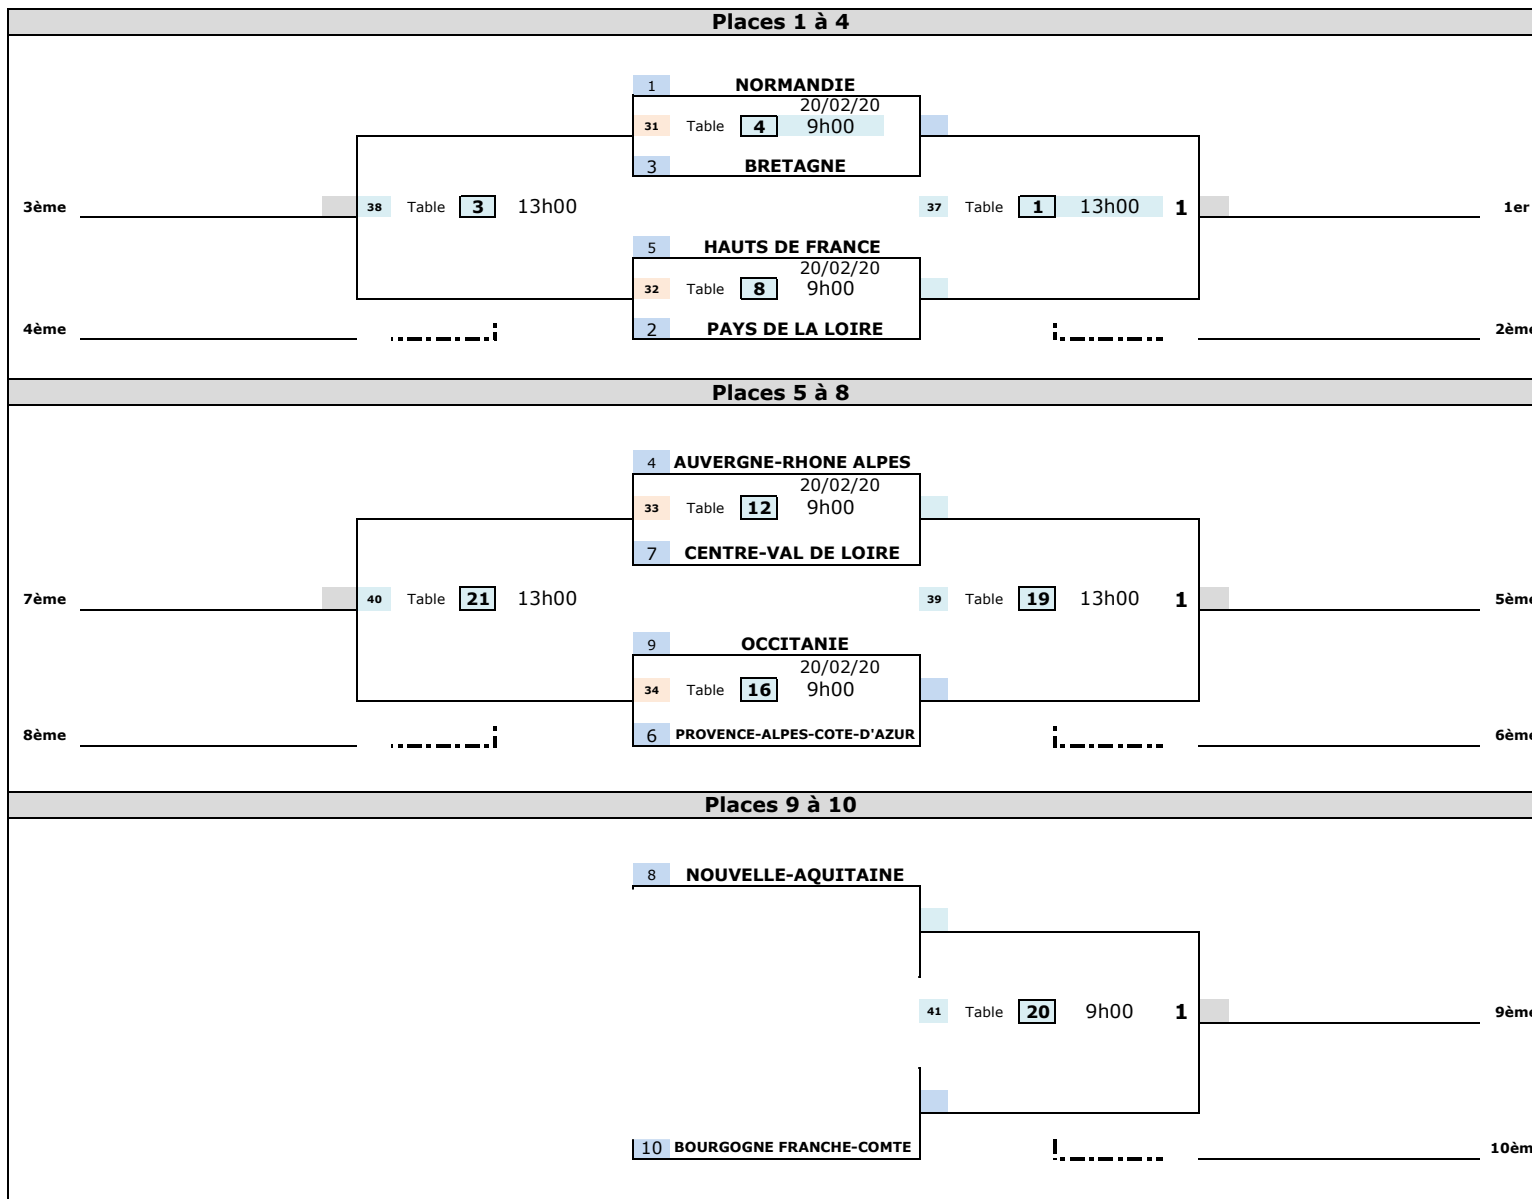 Places 1 à 4
1 NORMANDIE
20/02/20
31 Table 4 9h00
3 BRETAGNE
3ème 38 Table 3 13h00 37 Table 1 13h00 1 1er
5 HAUTS DE FRANCE
20/02/20
32 Table 8 9h00
4ème 2 PAYS DE LA LOIRE 2ème
Places 5 à 8
4 AUVERGNE-RHONE ALPES
20/02/20
33 Table 12 9h00
7 CENTRE-VAL DE LOIRE
7ème 40 Table 21 13h00 39 Table 19 13h00 1 5ème
9 OCCITANIE
20/02/20
34 Table 16 9h00
8ème 6 PROVENCE-ALPES-COTE-D'AZUR 6ème
Places 9 à 10
8 NOUVELLE-AQUITAINE
41 Table 20 9h00 1 9ème
10 BOURGOGNE FRANCHE-COMTE 10èm